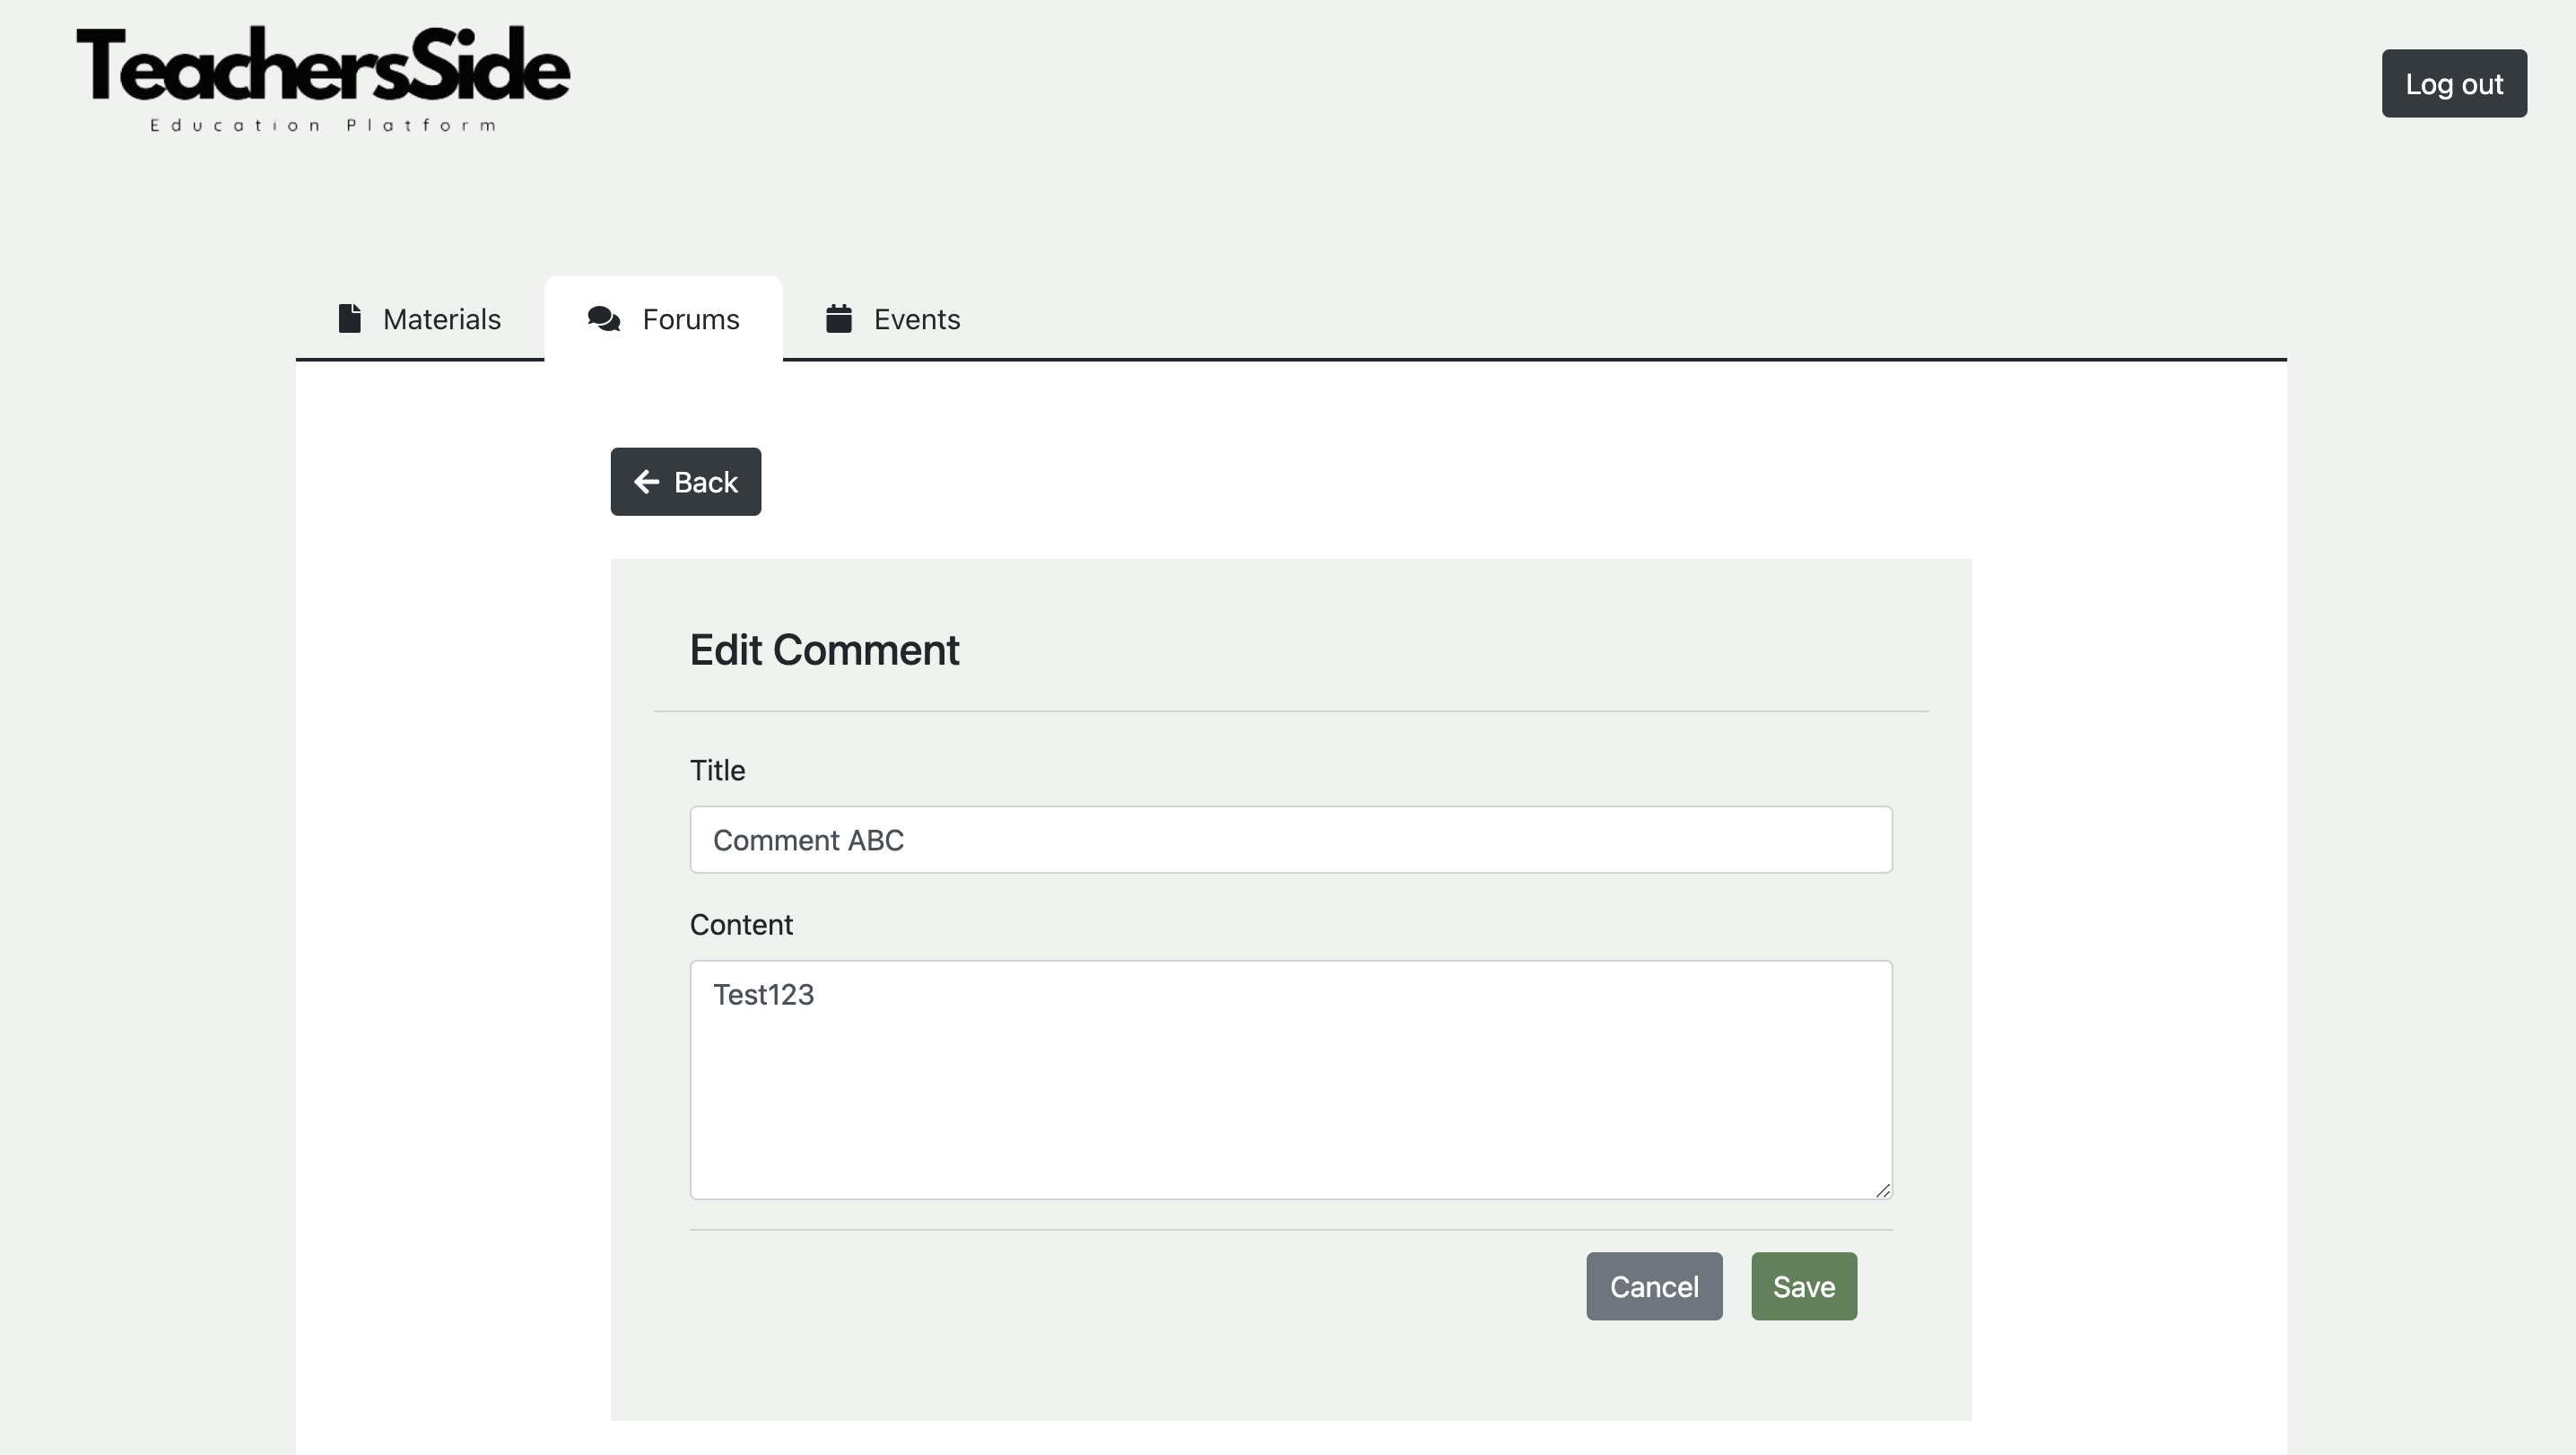 TeachersSide
Education Platform
Log out
Materials
Forums
Events
Back
Edit Comment
Title
Comment ABC
Content
Test123
Cancel
Save